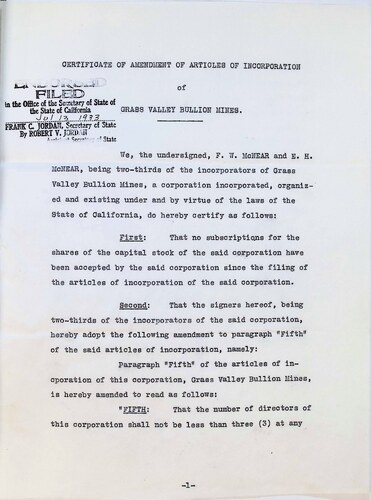 CERTIFICATE OF AMENDMENT OF ARTICLES OF INCORPORATION
of
GRASS VALLEY BULLION MINES.
ENDORSED
FILED
in the Office of the Secretary of State of
the State of California
Jul 13 1933
FRANK C. JORDAN, Secretary of State
By ROBERT V. JORDAN
Secretary of State
We, the undersigned, F. W. McNEAR and E. H.
McNEAR, being two-thirds of the incorporators of Grass
Valley Bullion Mines, a corporation incorporated, organiz-
ed and existing under and by virtue of the laws of the
State of California, do hereby certify as follows:
First: That no subscriptions for the
shares of the capital stock of the said corporation have
been accepted by the said corporation since the filing of
the articles of incorporation of the said corporation.
Second: That the signers hereof, being
two-thirds of the incorporators of the said corporation,
hereby adopt the following amendment to paragraph "Fifth"
of the said articles of incorporation, namely:
Paragraph "Fifth" of the articles of in-
corporation of this corporation, Grass Valley Bullion Mines,
is hereby amended to read as follows:
"FIFTH: That the number of directors of
this corporation shall not be less than three (3) at any
-1-